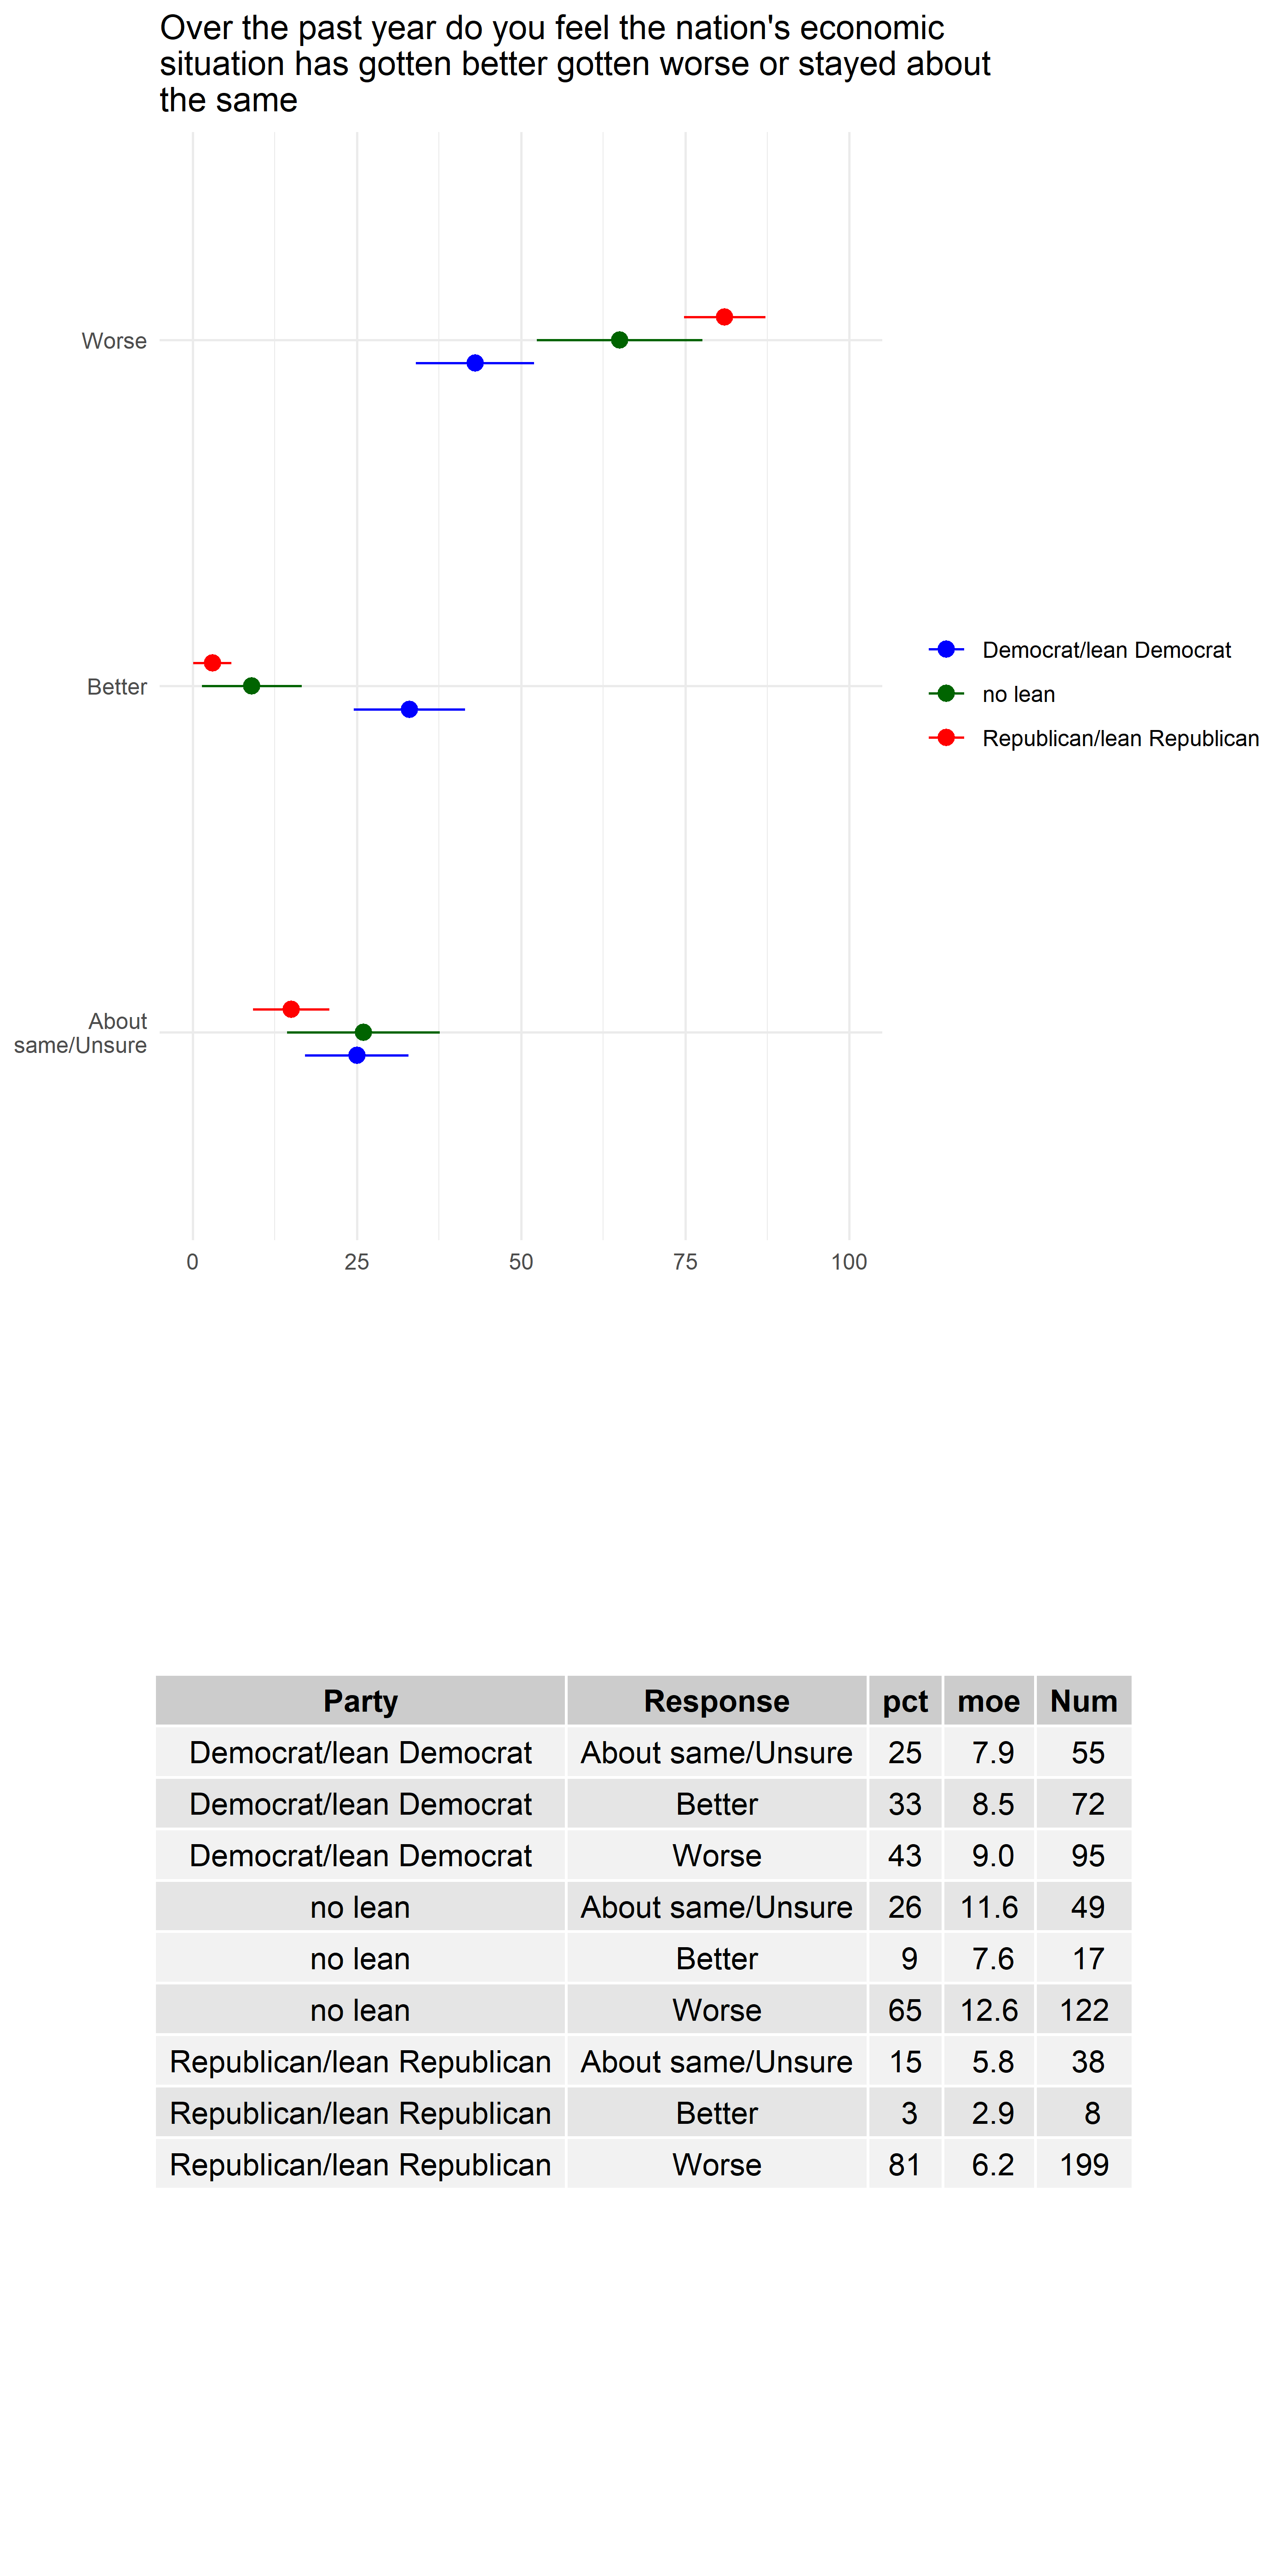 Over the past year do you feel the nation's economic
situation has gotten better gotten worse or stayed about
the same
Worse
Better
About
same/Unsure
0 25 50 75 100
Democrat/lean Democrat
no lean
Republican/lean Republican
Party Response pct moe Num
Democrat/lean Democrat About same/Unsure 25 7.9 55
Democrat/lean Democrat Better 33 8.5 72
Democrat/lean Democrat Worse 43 9.0 95
no lean About same/Unsure 26 11.6 49
no lean Better 9 7.6 17
no lean Worse 65 12.6 122
Republican/lean Republican About same/Unsure 15 5.8 38
Republican/lean Republican Better 3 2.9 8
Republican/lean Republican Worse 81 6.2 199